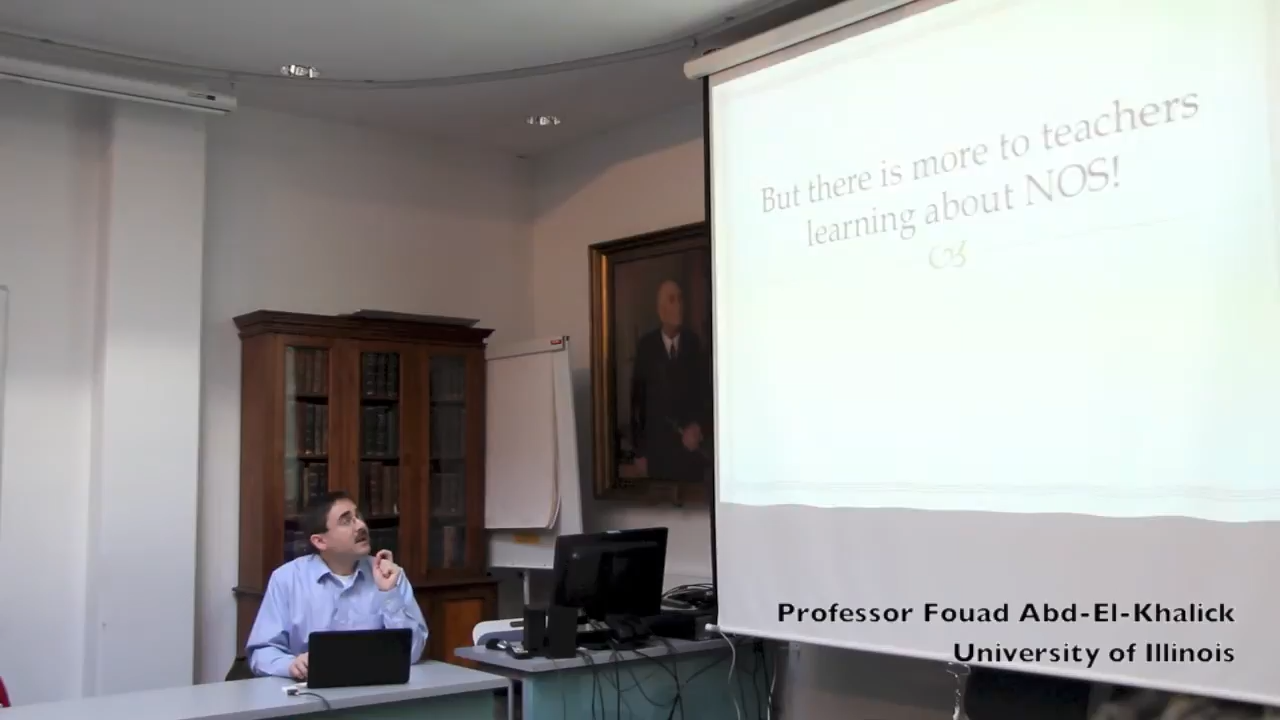 But there is more to teachers
learning about NOS!
Professor Fouad Abd-El-Khalick
University of Illinois